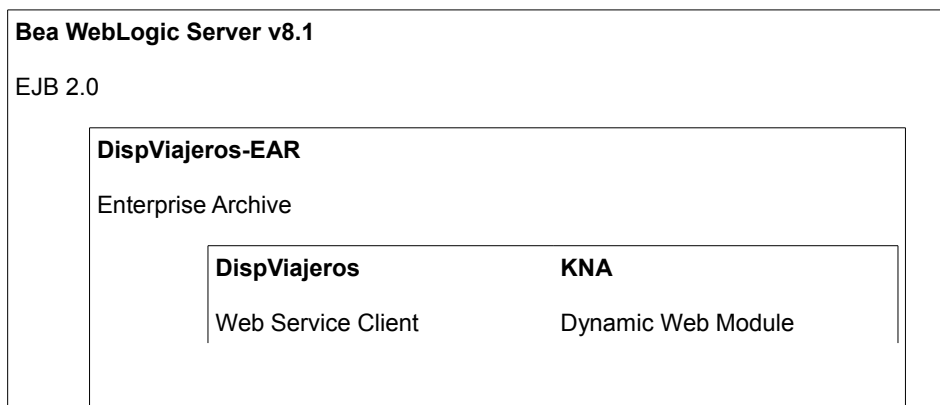 Bea WebLogic Server v8.1
EJB 2.0
DispViajeros-EAR
Enterprise Archive
DispViajeros KNA
Web Service Client Dynamic Web Module